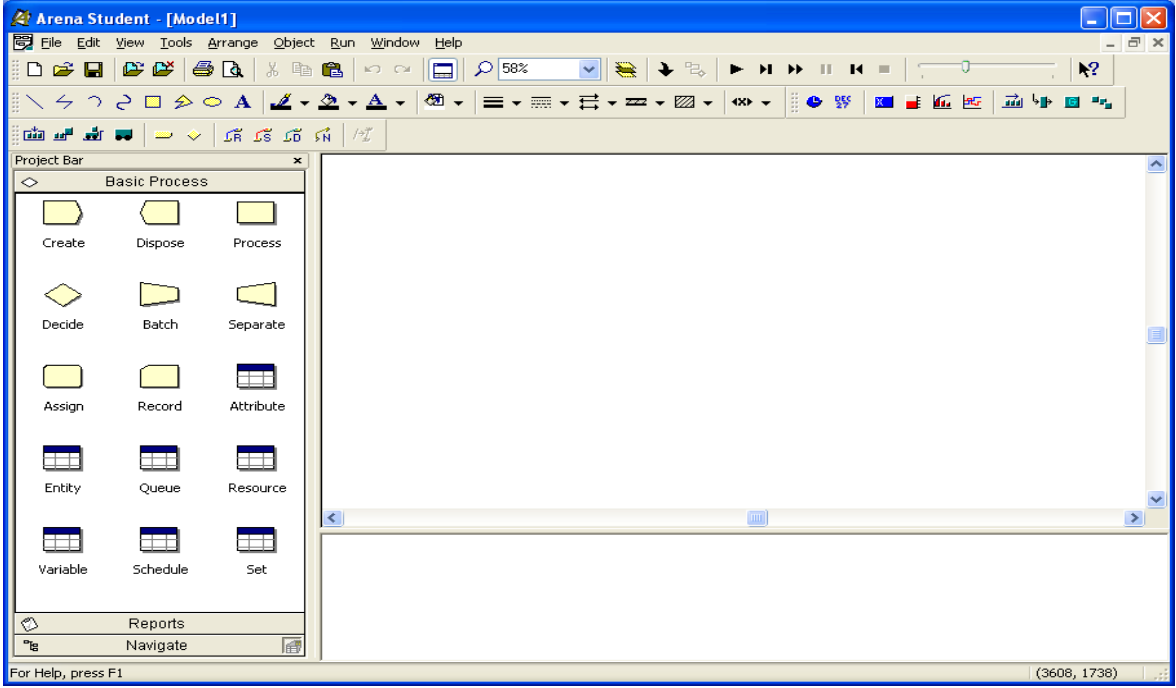 Arena Student - [Model1]
File Edit View Tools Arrange Object Run Window Help
58%
A A
DEC 27 X G
R S D N
Project Bar
Basic Process
Create Dispose Process
Decide Batch Separate
Assign Record Attribute
Entity Queue Resource
Variable Schedule Set
Reports
Navigate
For Help, press F1 (3608, 1738)